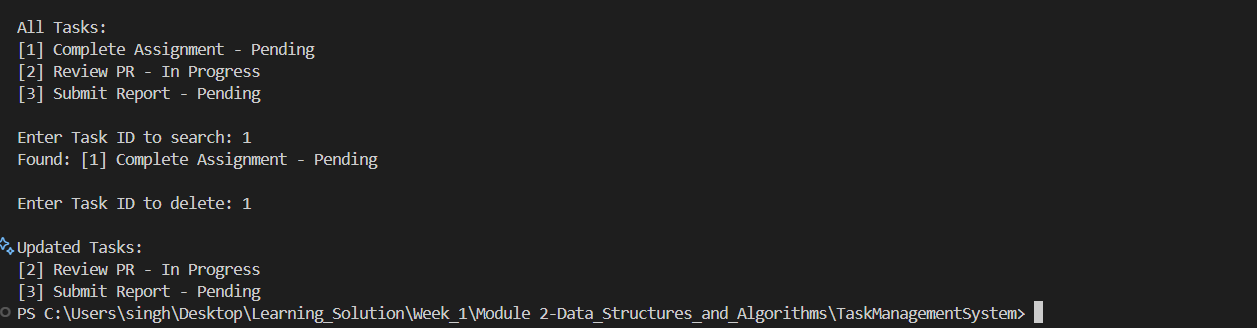 All Tasks:
[1] Complete Assignment - Pending
[2] Review PR - In Progress
[3] Submit Report - Pending
Enter Task ID to search: 1
Found: [1] Complete Assignment - Pending
Enter Task ID to delete: 1
Updated Tasks:
[2] Review PR - In Progress
[3] Submit Report - Pending
PS C:\Users\singh\Desktop\Learning_Solution\Week_1\Module 2-Data_Structures_and_Algorithms\TaskManagementSystem>